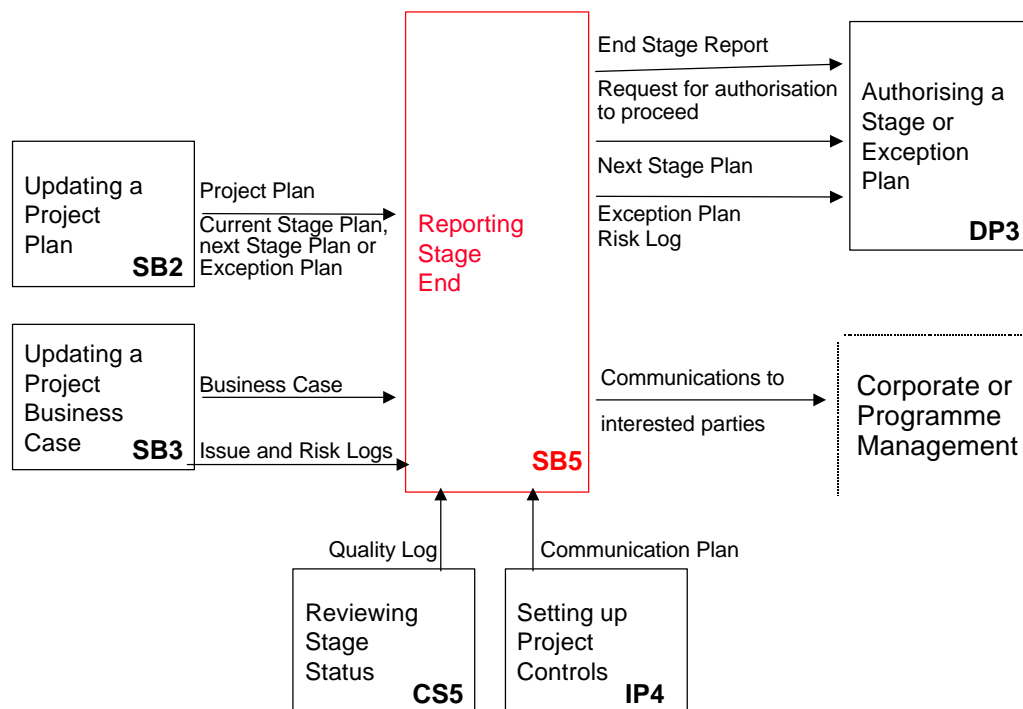 Updating a
Project
Plan
SB2
Project Plan
Current Stage Plan,
next Stage Plan or
Exception Plan
Updating a
Project
Business
Case
SB3
Business Case
Issue and Risk Logs
Reporting
Stage
End
SB5
End Stage Report
Request for authorisation
to proceed
Next Stage Plan
Exception Plan
Risk Log
Authorising a
Stage or
Exception
Plan
DP3
Communications to
interested parties
Corporate or
Programme
Management
Quality Log
Communication Plan
Reviewing
Stage
Status
CS5
Setting up
Project
Controls
IP4